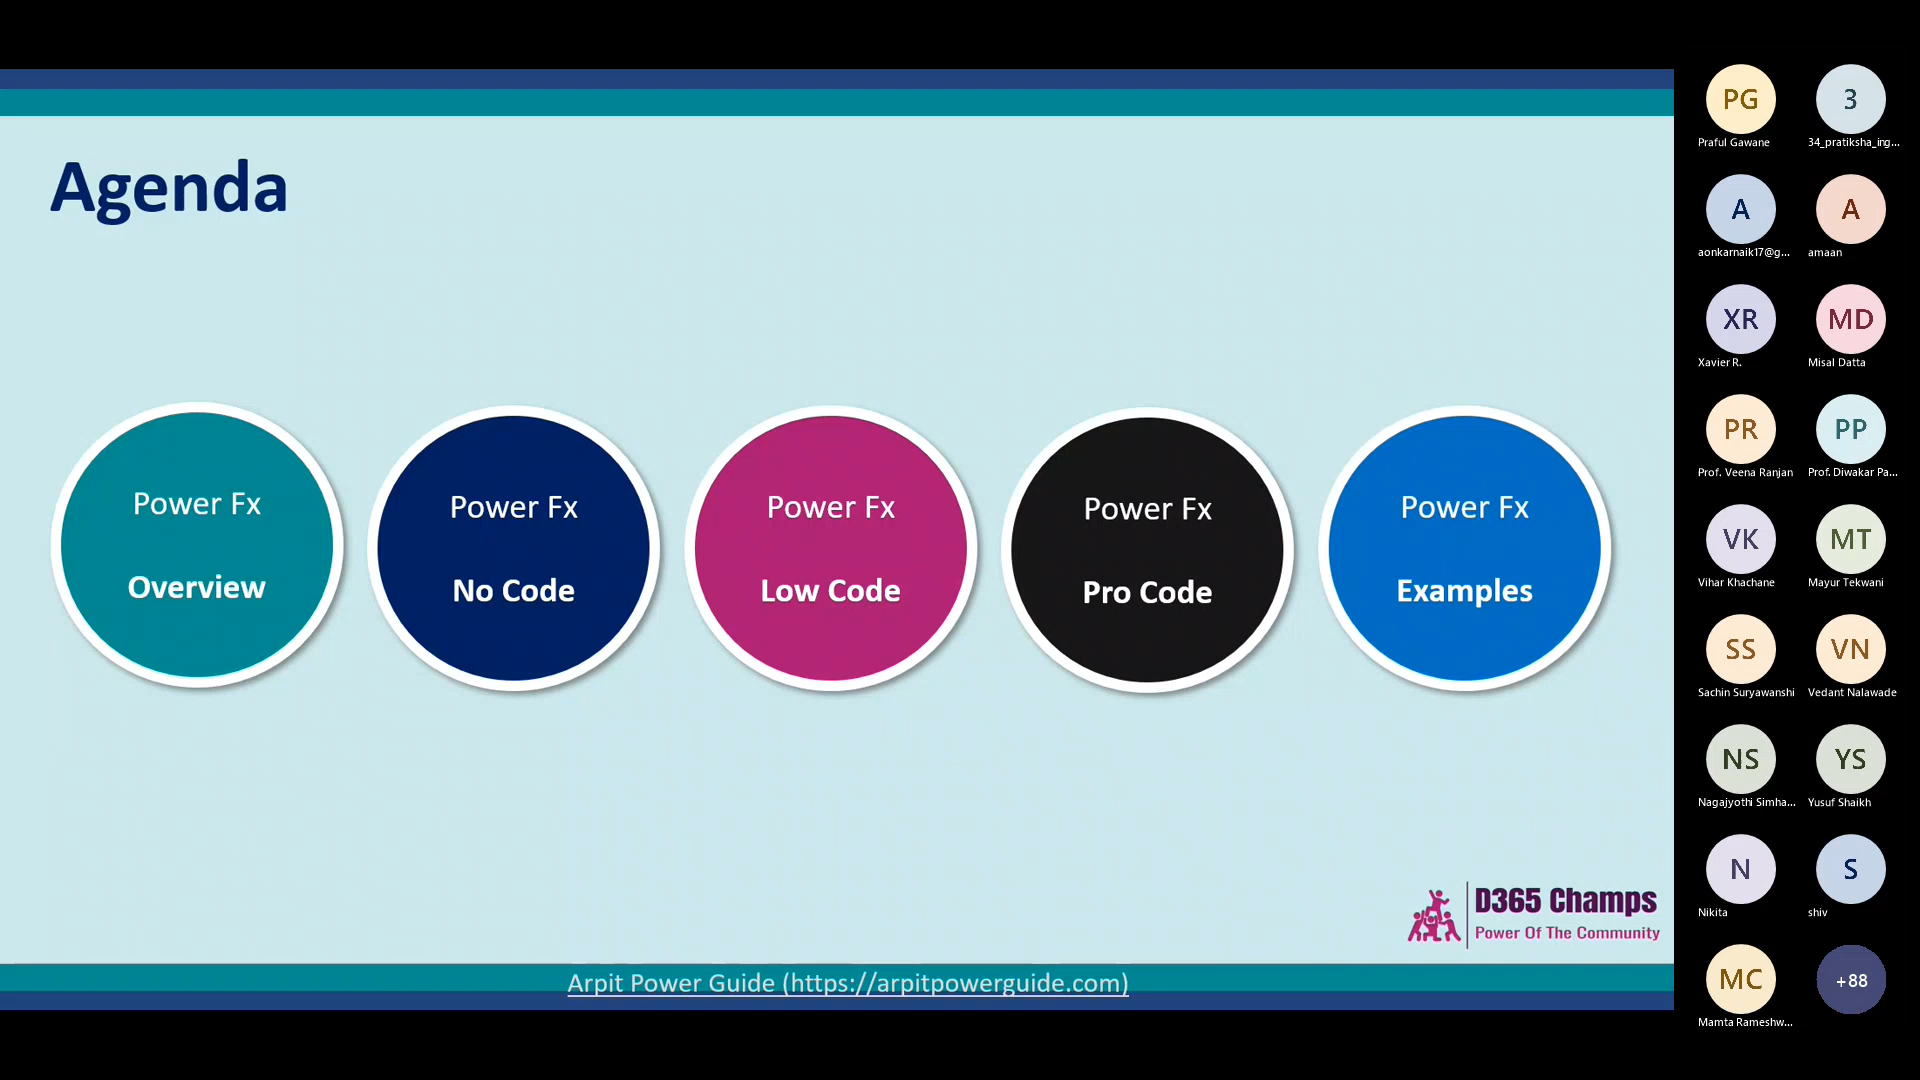 Agenda
Power Fx
Overview
Power Fx
No Code
Power Fx
Low Code
Power Fx
Pro Code
Power Fx
Examples
D365 Champs
Power Of The Community
Arpit Power Guide (https://arpitpowerguide.com)
PG
Praful Gawane
3
34_pratiksha_ing...
A
aonkarnaik17@g...
A
amaan
XR
Xavier R.
MD
Misal Datta
PR
Prof. Veena Ranjan
PP
Prof. Diwakar Pa...
VK
Vihar Khachane
MT
Mayur Tekwani
SS
Sachin Suryawanshi
VN
Vedant Nalawade
NS
Nagajyothi Simha...
YS
Yusuf Shaikh
N
Nikita
S
shiv
MC
Mamta Rameshw...
+88